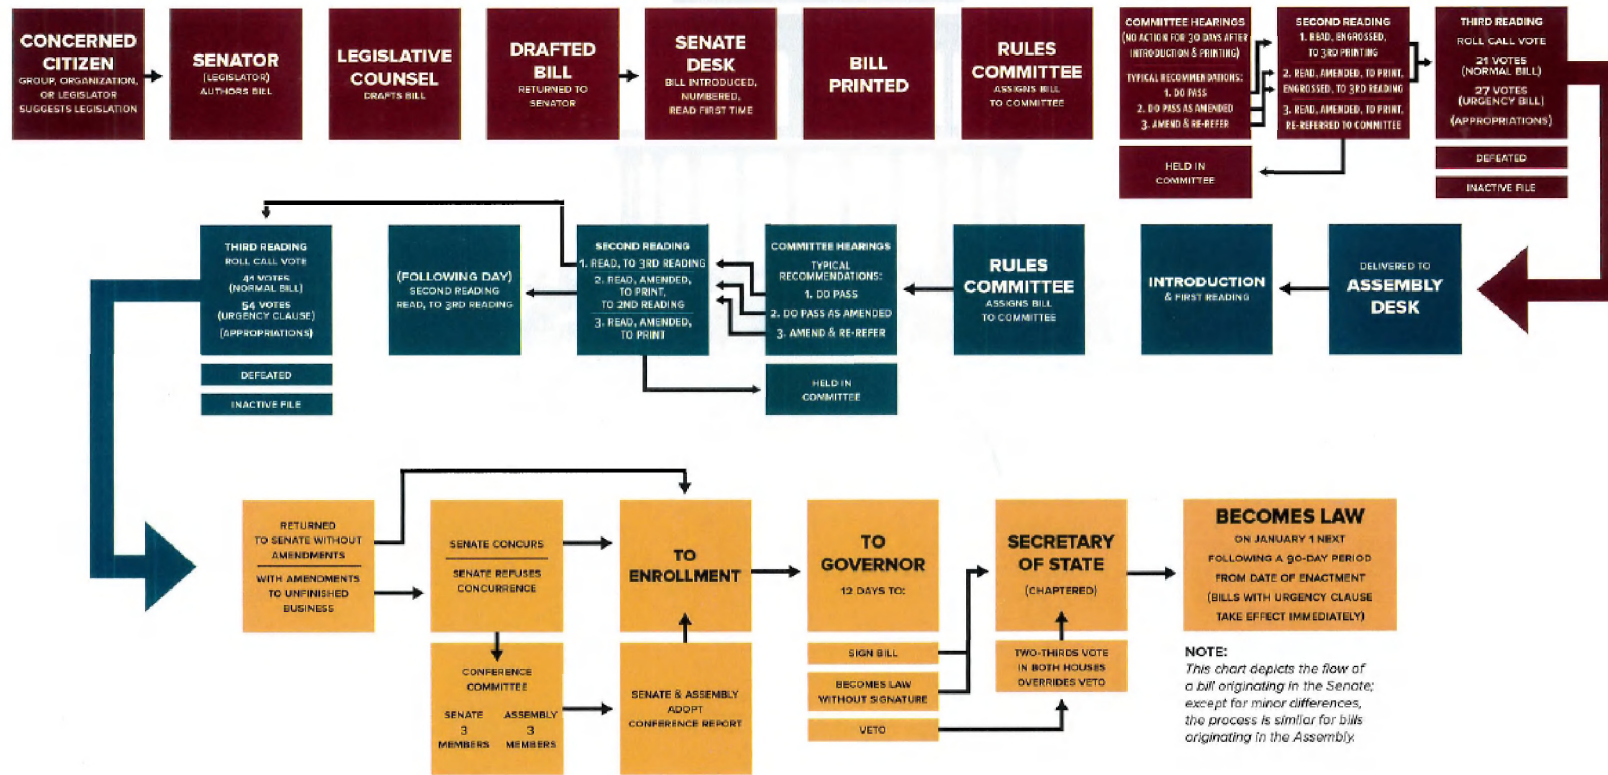 CONCERNED
CITIZEN
GROUP, ORGANIZATION,
OR LEGISLATOR
SUGGESTS LEGISLATION
SENATOR
(LEGISLATOR)
AUTHORS BILL
LEGISLATIVE
COUNSEL
DRAFTS BILL
DRAFTED
BILL
RETURNED TO
SENATOR
SENATE
DESK
BILL INTRODUCED,
NUMBERED,
READ FIRST TIME
BILL
PRINTED
RULES
COMMITTEE
ASSIGNS BILL
TO COMMITTEE
COMMITTEE HEARINGS
(NO ACTION FOR 30 DAYS AFTER
INTRODUCTION & PRINTING)
TYPICAL RECOMMENDATIONS:
1. DO PASS
2. DO PASS AS AMENDED
3. AMEND & RE-REFER
HELD IN
COMMITTEE
SECOND READING
1. READ, ENGROSSED,
TO 3RD PRINTING
2. READ, AMENDED, TO PRINT,
ENGROSSED, TO 3RD READING
3. READ, AMENDED, TO PRINT,
RE-REFERRED TO COMMITTEE
THIRD READING
ROLL CALL VOTE
21 VOTES
(NORMAL BILL)
27 VOTES
(URGENCY BILL)
(APPROPRIATIONS)
DEFEATED
INACTIVE FILE
DELIVERED TO
ASSEMBLY
DESK
INTRODUCTION
& FIRST READING
RULES
COMMITTEE
ASSIGNS BILL
TO COMMITTEE
COMMITTEE HEARINGS
TYPICAL
RECOMMENDATIONS:
1. DO PASS
2. DO PASS AS AMENDED
3. AMEND & RE-REFER
HELD IN
COMMITTEE
SECOND READING
1. READ, TO 3RD READING
2. READ, AMENDED,
TO PRINT,
TO 2ND READING
3. READ, AMENDED,
TO PRINT
(FOLLOWING DAY)
SECOND READING
READ, TO 3RD READING
THIRD READING
ROLL CALL VOTE
41 VOTES
(NORMAL BILL)
54 VOTES
(URGENCY CLAUSE)
(APPROPRIATIONS)
DEFEATED
INACTIVE FILE
RETURNED
TO SENATE WITHOUT
AMENDMENTS
WITH AMENDMENTS
TO UNFINISHED
BUSINESS
SENATE CONCURS
SENATE REFUSES
CONCURRENCE
CONFERENCE
COMMITTEE
SENATE
3
MEMBERS
ASSEMBLY
3
MEMBERS
TO
ENROLLMENT
SENATE & ASSEMBLY
ADOPT
CONFERENCE REPORT
TO
GOVERNOR
12 DAYS TO:
SIGN BILL
BECOMES LAW
WITHOUT SIGNATURE
VETO
SECRETARY
OF STATE
(CHAPTERED)
TWO-THIRDS VOTE
IN BOTH HOUSES
OVERRIDES VETO
BECOMES LAW
ON JANUARY 1 NEXT
FOLLOWING A 90-DAY PERIOD
FROM DATE OF ENACTMENT
(BILLS WITH URGENCY CLAUSE
TAKE EFFECT IMMEDIATELY)
NOTE:
This chart depicts the flow of
a bill originating in the Senate;
except for minor differences,
the process is similar for bills
originating in the Assembly.